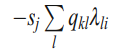 −s_j ∑_l q_{kl} λ_{li}